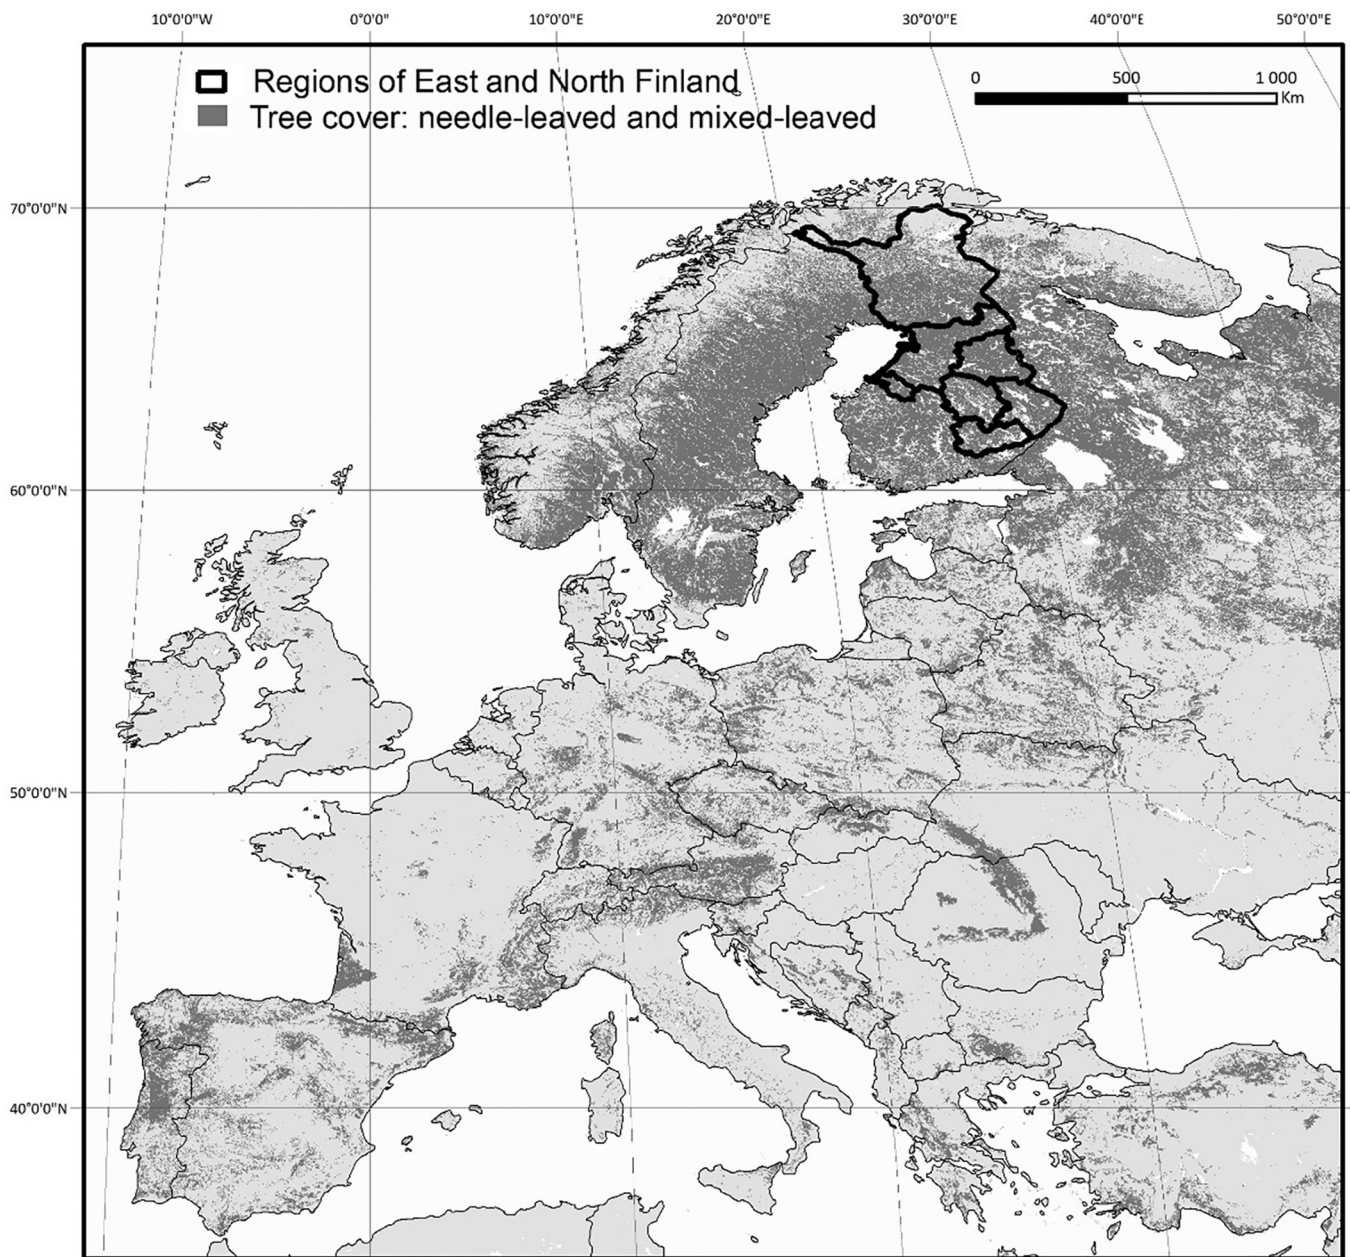 10°0'0"W 0°0'0" 10°0'0"E 20°0'0"E 30°0'0"E 40°0'0"E 50°0'0"E
Regions of East and North Finland
0 500 1 000
Km
Tree cover: needle-leaved and mixed-leaved
70°0'0"N
60°0'0"N
50°0'0"N
40°0'0"N